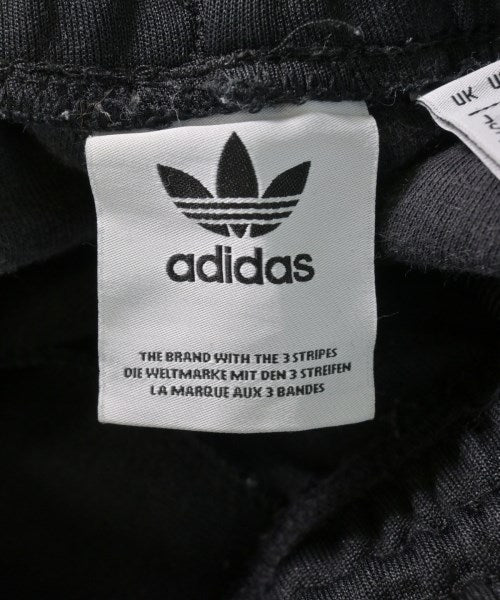 adidas
THE BRAND WITH THE 3 STRIPES
DIE WELTMARKE MIT DEN 3 STREIFEN
LA MARQUE AUX 3 BANDES
UK